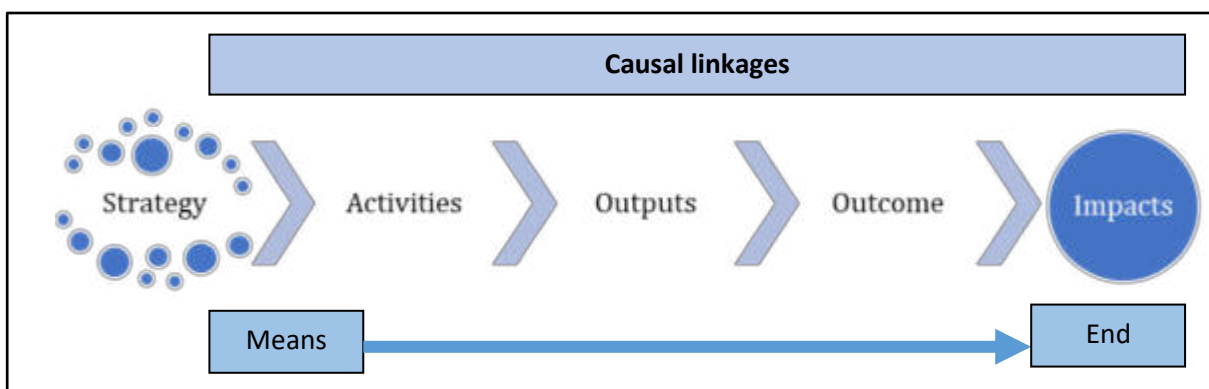 Causal linkages
Strategy Activities Outputs Outcome Impacts
Means End